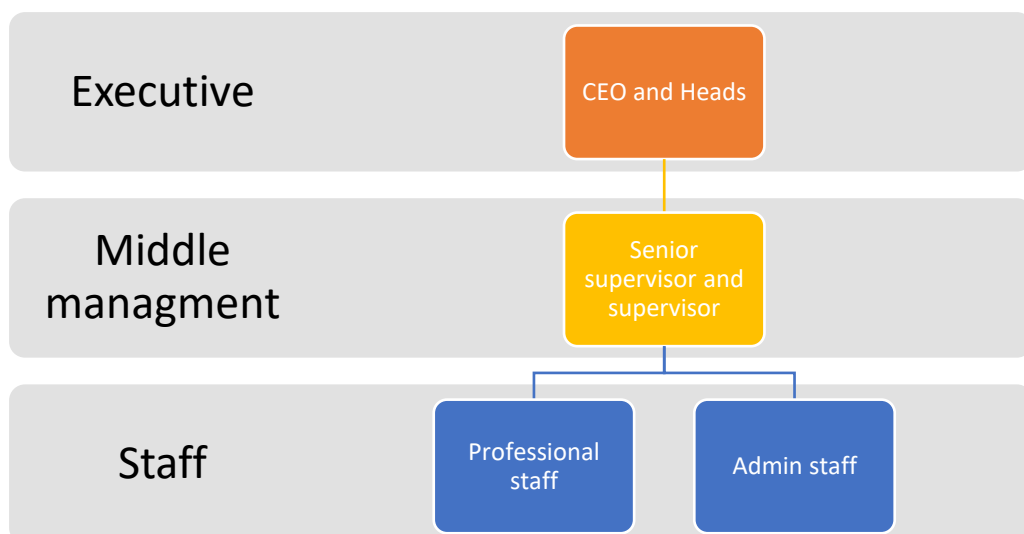 Executive
CEO and Heads
Middle
managment
Senior
supervisor and
supervisor
Staff
Professional
staff
Admin staff